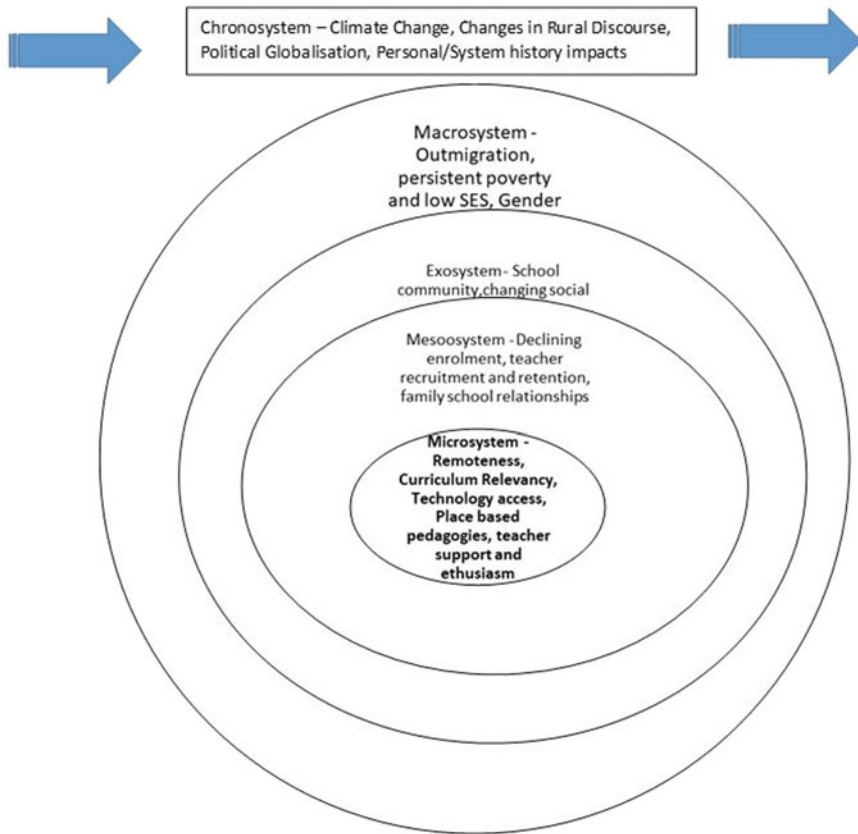 Chronosystem – Climate Change, Changes in Rural Discourse,
Political Globalisation, Personal/System history impacts
Macrosystem -
Outmigration,
persistent poverty
and low SES, Gender
Exosystem - School
community,changing social
Mesoosystem - Declining
enrolment, teacher
recruitment and retention,
family school relationships
Microsystem -
Remoteness,
Curriculum Relevancy,
Technology access,
Place based
pedagogies, teacher
support and
ethusiasm